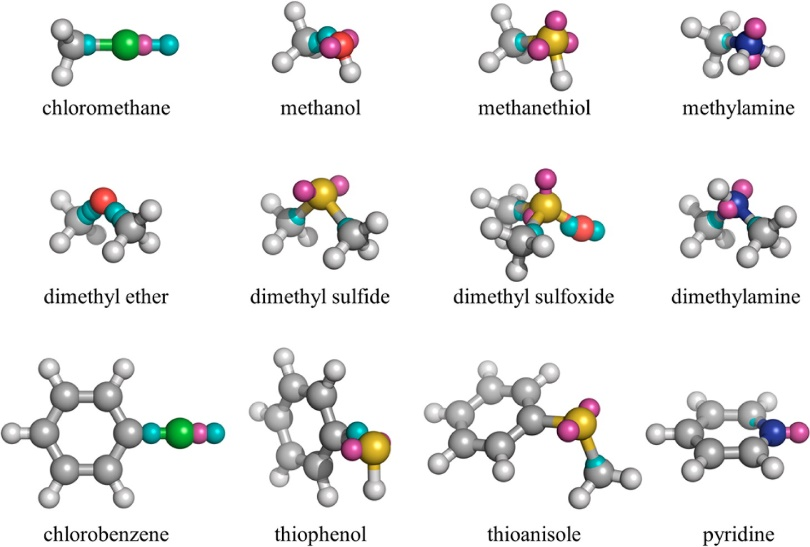 chloromethane
methanol
methanethiol
methylamine
dimethyl ether
dimethyl sulfide
dimethyl sulfoxide
dimethylamine
chlorobenzene
thiophenol
thioanisole
pyridine